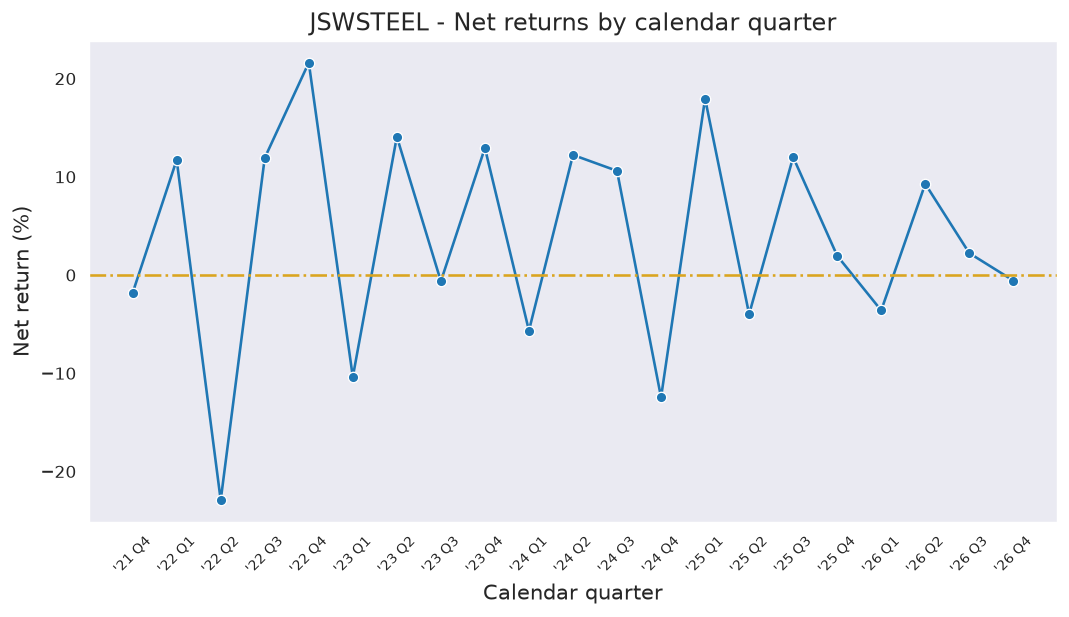 JSWSTEEL - Net returns by calendar quarter
Net return (%)
20
10
0
−10
−20
'21 Q4
'22 Q1
'22 Q2
'22 Q3
'22 Q4
'23 Q1
'23 Q2
'23 Q3
'23 Q4
'24 Q1
'24 Q2
'24 Q3
'24 Q4
'25 Q1
'25 Q2
'25 Q3
'25 Q4
'26 Q1
'26 Q2
'26 Q3
'26 Q4
Calendar quarter